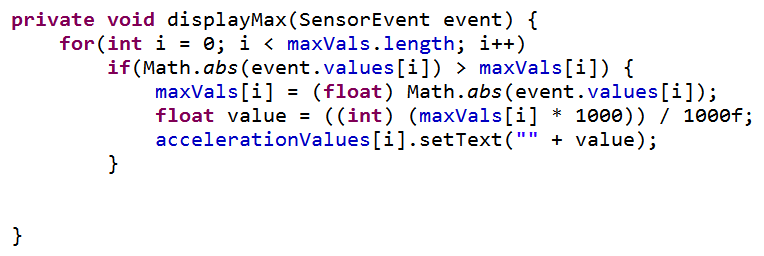 private void displayMax(SensorEvent event) {
    for(int i = 0; i < maxVals.length; i++)
        if(Math.abs(event.values[i]) > maxVals[i]) {
            maxVals[i] = (float) Math.abs(event.values[i]);
            float value = ((int) (maxVals[i] * 1000)) / 1000f;
            accelerationValues[i].setText("" + value);
        }
}